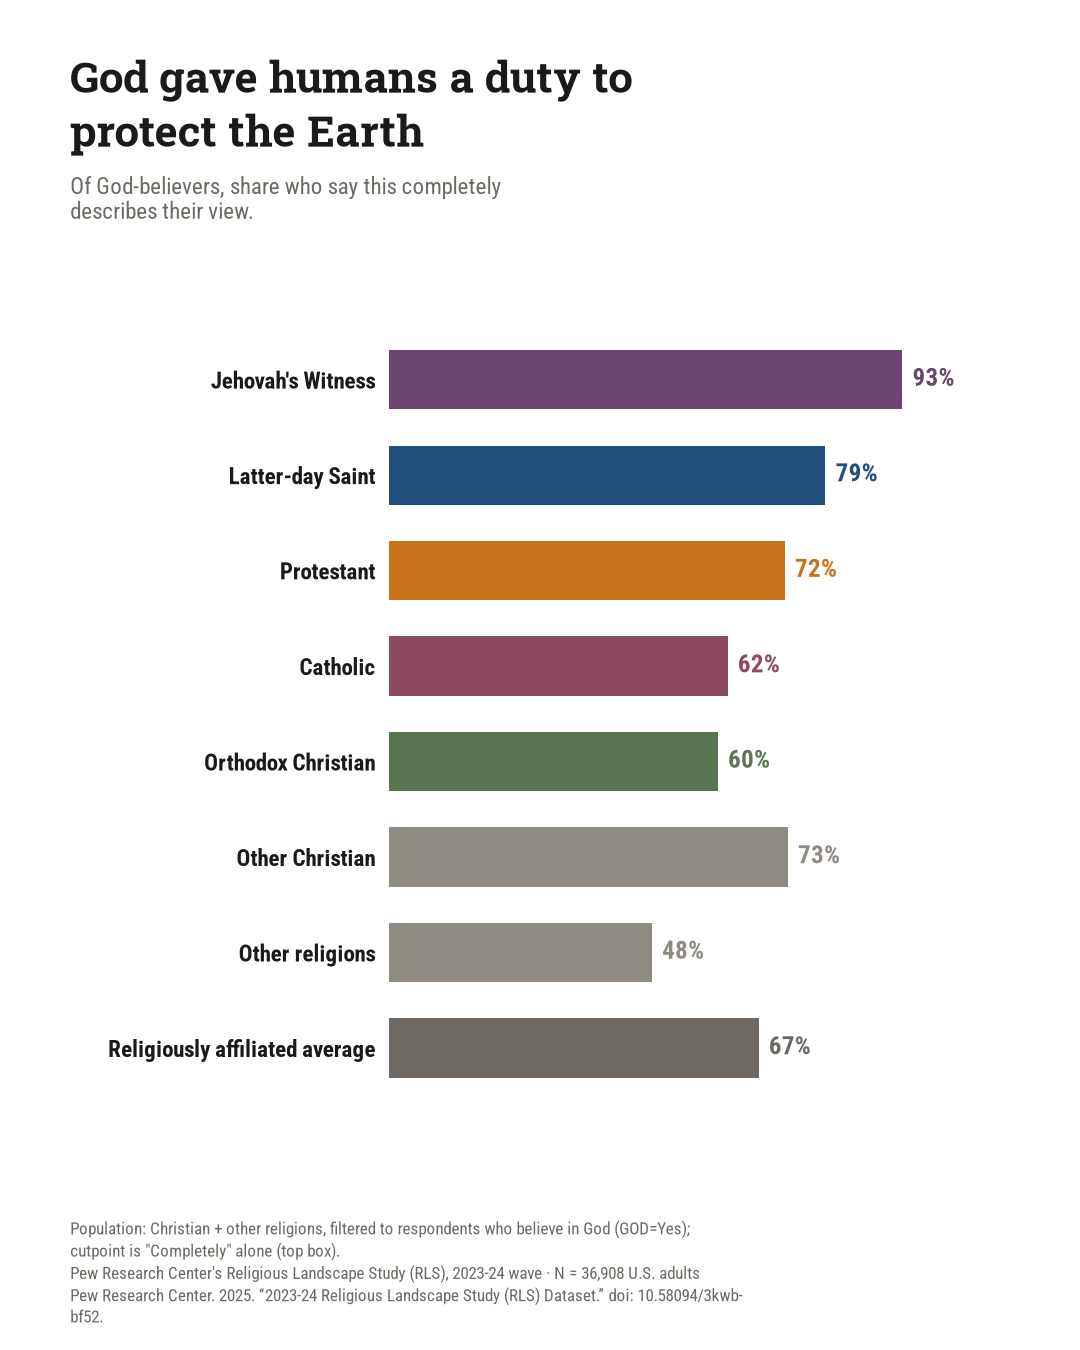 God gave humans a duty to
protect the Earth
Of God-believers, share who say this completely
describes their view.
Jehovah's Witness 93%
Latter-day Saint 79%
Protestant 72%
Catholic 62%
Orthodox Christian 60%
Other Christian 73%
Other religions 48%
Religiously affiliated average 67%
Population: Christian + other religions, filtered to respondents who believe in God (GOD=Yes);
cutpoint is "Completely" alone (top box).
Pew Research Center's Religious Landscape Study (RLS), 2023-24 wave · N = 36,908 U.S. adults
Pew Research Center. 2025. “2023-24 Religious Landscape Study (RLS) Dataset.” doi: 10.58094/3kwb-
bf52.